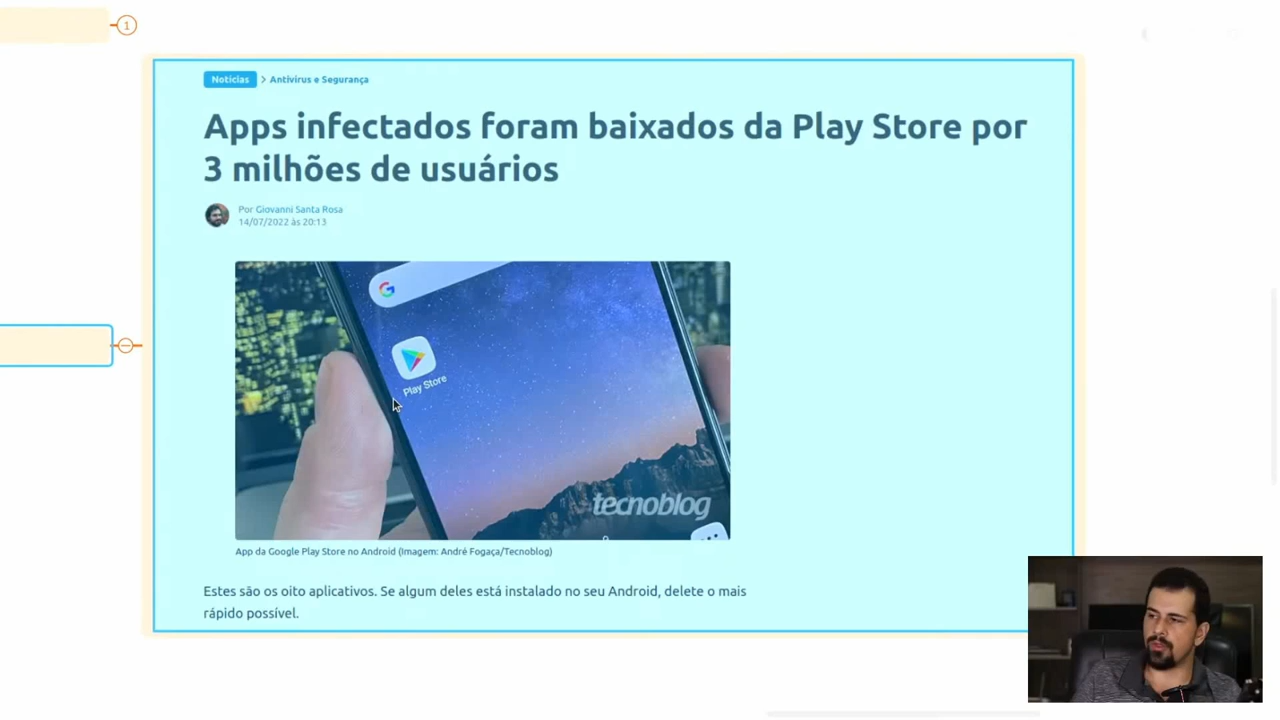 1
Notícias > Antivírus e Segurança
Apps infectados foram baixados da Play Store por
3 milhões de usuários
Por Giovanni Santa Rosa
14/07/2022 às 20:13
G
Play Store
tecnoblog
App da Google Play Store no Android (Imagem: André Fogaça/Tecnoblog)
Estes são os oito aplicativos. Se algum deles está instalado no seu Android, delete o mais
rápido possível.